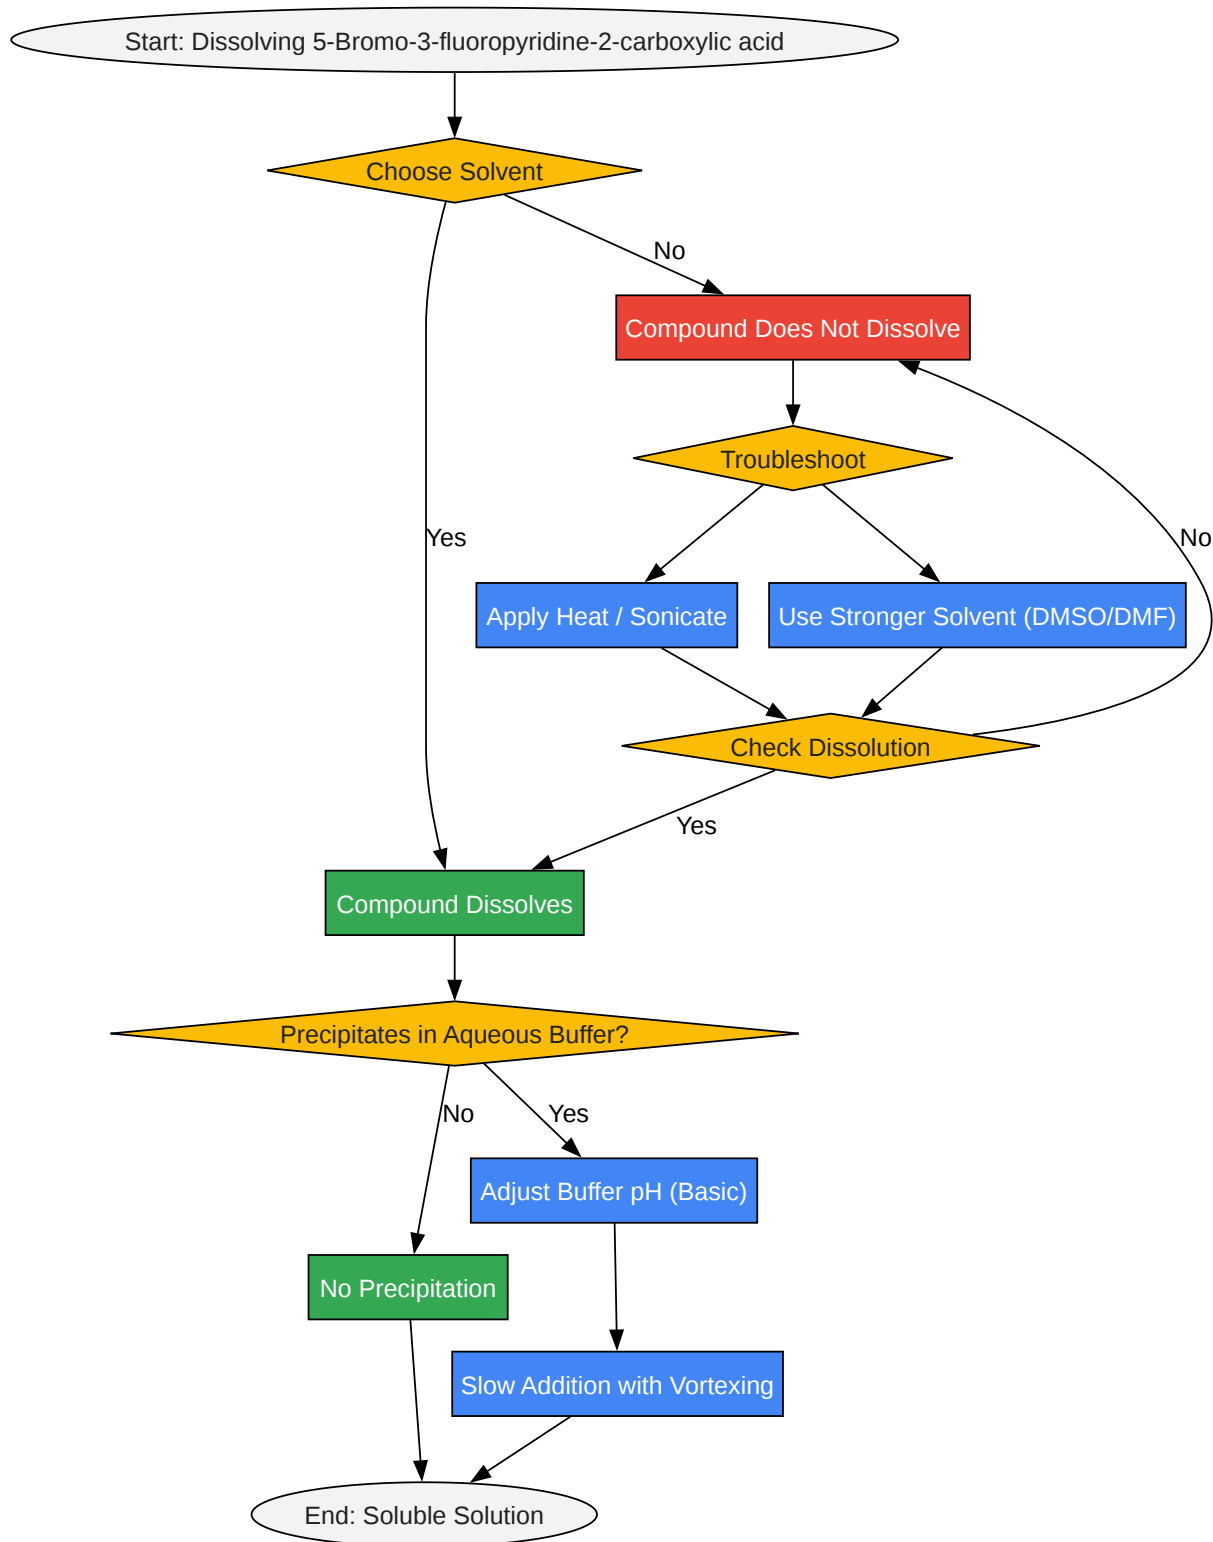 Start: Dissolving 5-Bromo-3-fluoropyridine-2-carboxylic acid
Choose Solvent
No
Compound Does Not Dissolve
Troubleshoot
Yes
No
Apply Heat / Sonicate
Use Stronger Solvent (DMSO/DMF)
Check Dissolution
Yes
Compound Dissolves
Precipitates in Aqueous Buffer?
No
Yes
Adjust Buffer pH (Basic)
No Precipitation
Slow Addition with Vortexing
End: Soluble Solution